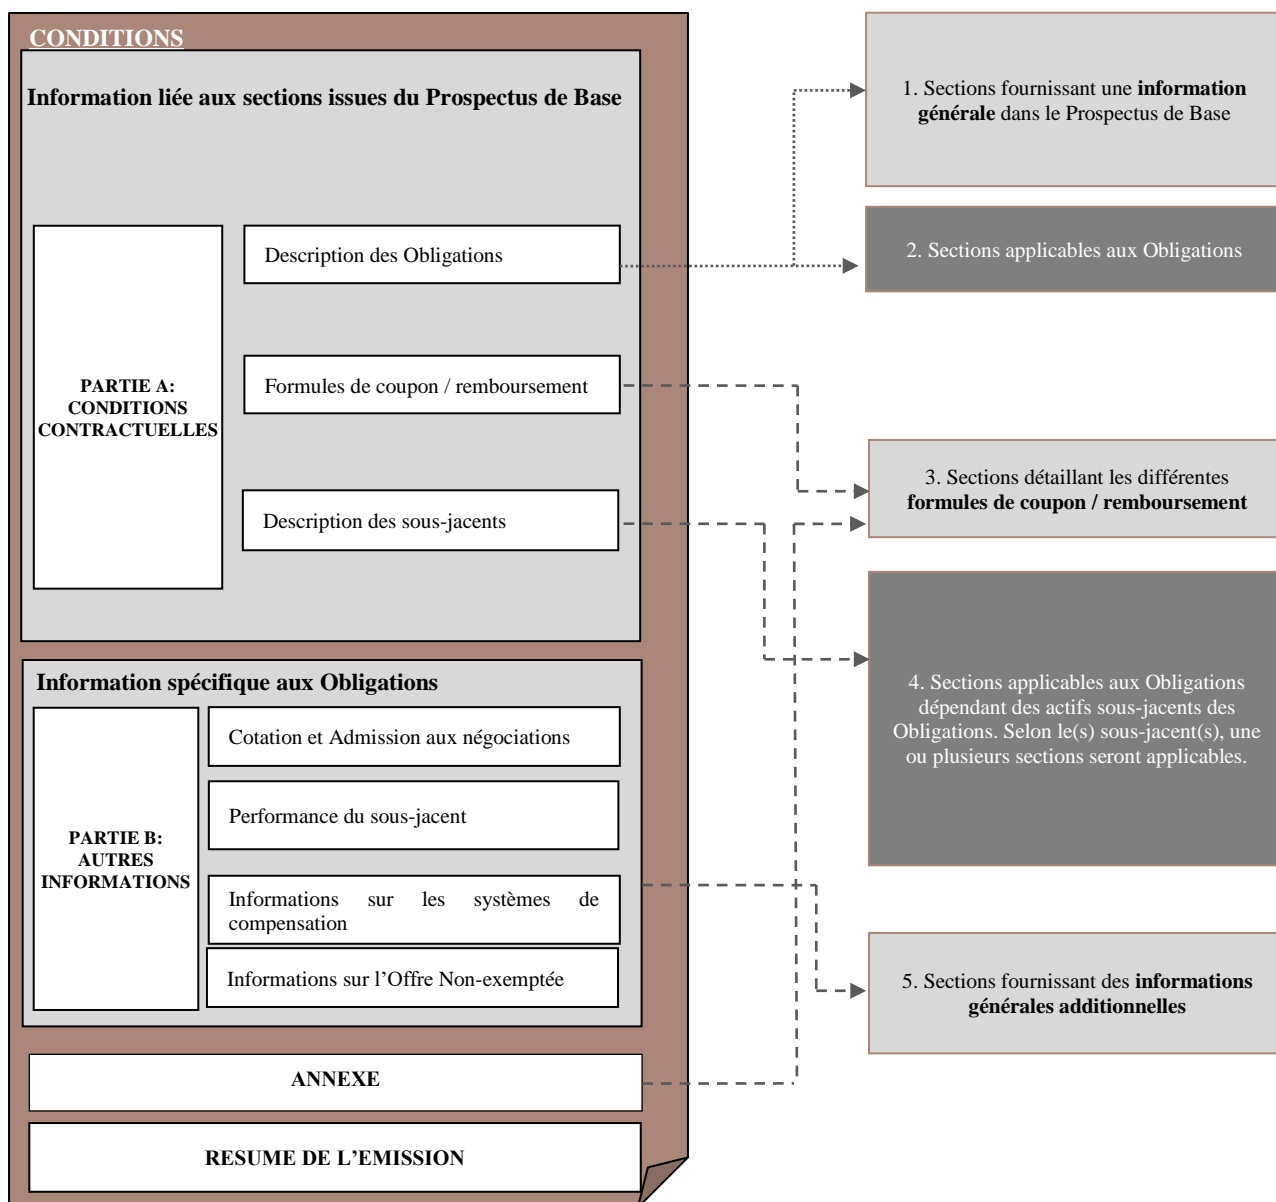 CONDITIONS
Information liée aux sections issues du Prospectus de Base
PARTIE A:
CONDITIONS
CONTRACTUELLES
Description des Obligations
Formules de coupon / remboursement
Description des sous-jacents
Information spécifique aux Obligations
PARTIE B:
AUTRES
INFORMATIONS
Cotation et Admission aux négociations
Performance du sous-jacent
Informations sur les systèmes de
compensation
Informations sur l’Offre Non-exemptée
ANNEXE
RESUME DE L’EMISSION
1. Sections fournissant une information
générale dans le Prospectus de Base
2. Sections applicables aux Obligations
3. Sections détaillant les différentes
formules de coupon / remboursement
4. Sections applicables aux Obligations
dépendant des actifs sous-jacents des
Obligations. Selon le(s) sous-jacent(s), une
ou plusieurs sections seront applicables.
5. Sections fournissant des informations
générales additionnelles